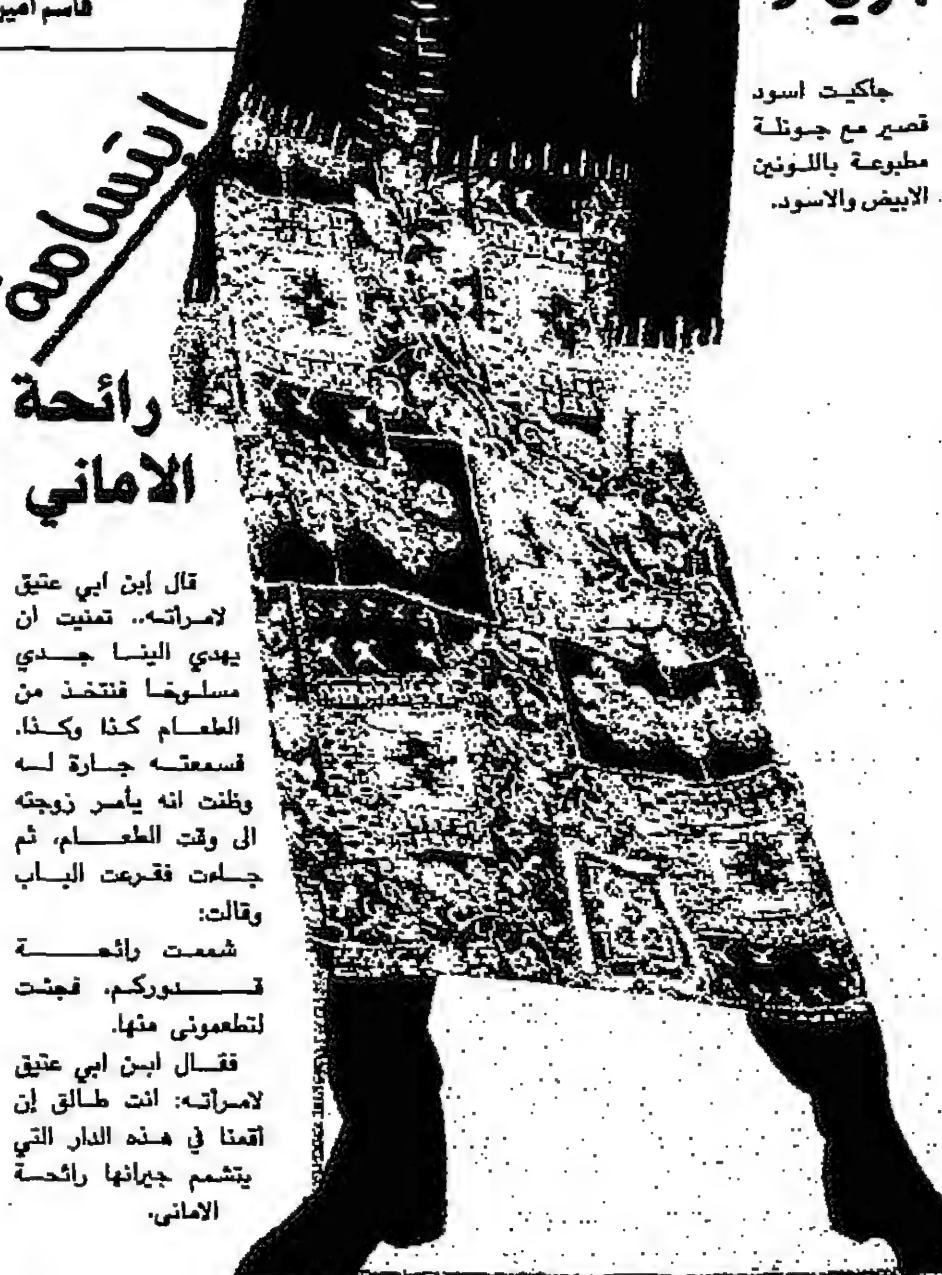 قاسم امين
جاكيت اسود
قصير مع جونلة
مطبوعة باللونين
الابيض والاسود.
ابتسامة
رائحة
الاماني
قال إبن ابي عتيق
لامرأته.. تمنيت ان
يهدي الينا جدي
مسلوخا فنتخذ من
الطعام كذا وكذا.
فسمعته جارة له
وظنت انه يأمر زوجته
الى وقت الطعام، ثم
جاءت فقرعت الباب
وقالت:
شممت رائحة
قدوركم. فجئت
لتطعمونى منها.
فقال ابن ابي عتيق
لامرأته: انت طالق إن
أقمنا في هذه الدار التي
يتشمم جيرانها رائحة
الامانى.